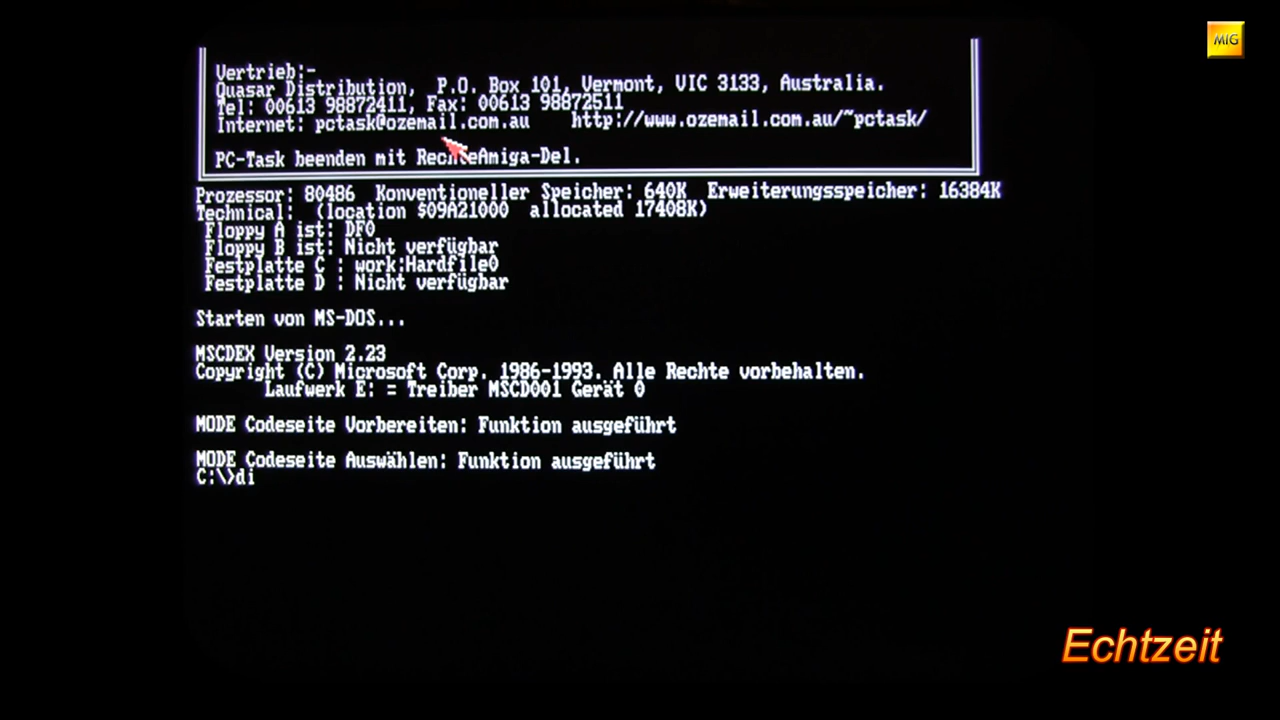 MIG
Vertrieb:-
Quasar Distribution, P.O. Box 101, Vermont, VIC 3133, Australia.
Tel: 00613 98872411, Fax: 00613 98872511
Internet: pctask@ozemail.com.au http://www.ozemail.com.au/~pctask/
PC-Task beenden mit RechteAmiga-Del.
Prozessor: 80486 Konventioneller Speicher: 640K Erweiterungsspeicher: 16384K
Technical: (location $09A21000 allocated 17408K)
Floppy A ist: DF0
Floppy B ist: Nicht verfügbar
Festplatte C : work:Hardfile0
Festplatte D : Nicht verfügbar
Starten von MS-DOS...
MSCDEX Version 2.23
Copyright (C) Microsoft Corp. 1986-1993. Alle Rechte vorbehalten.
Laufwerk E: = Treiber MSCD001 Gerät 0
MODE Codeseite Vorbereiten: Funktion ausgeführt
MODE Codeseite Auswählen: Funktion ausgeführt
C:\>di
Echtzeit